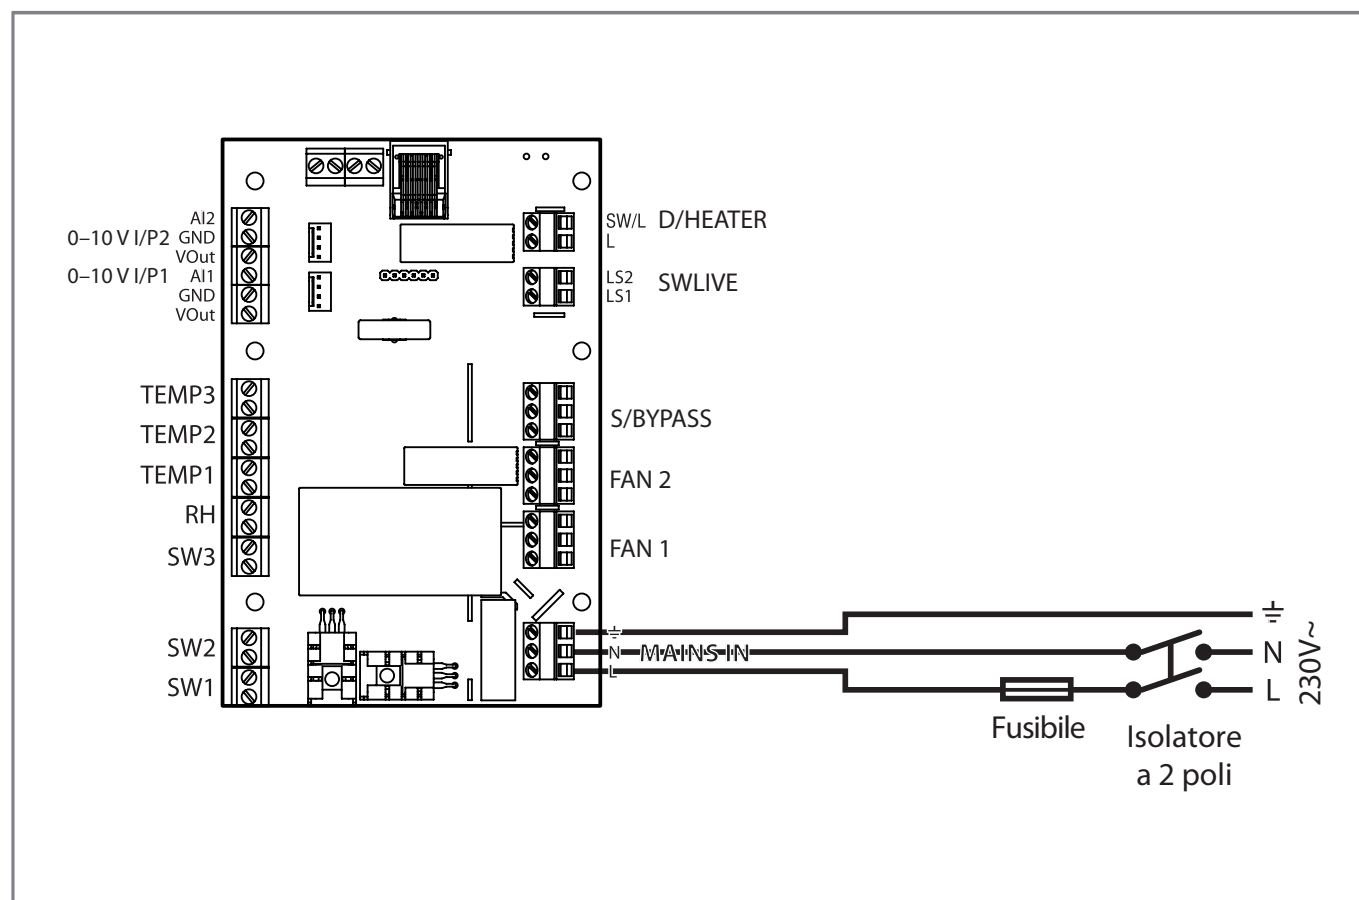 AI2
0–10 V I/P2 GND
VOut
0–10 V I/P1 AI1
GND
VOut
TEMP3
TEMP2
TEMP1
RH
SW3
SW2
SW1
SW/L D/HEATER
L
LS2 SWLIVE
LS1
S/BYPASS
FAN 2
FAN 1
N MAINS IN
L
N
L
230V~
Fusibile
Isolatore
a 2 poli